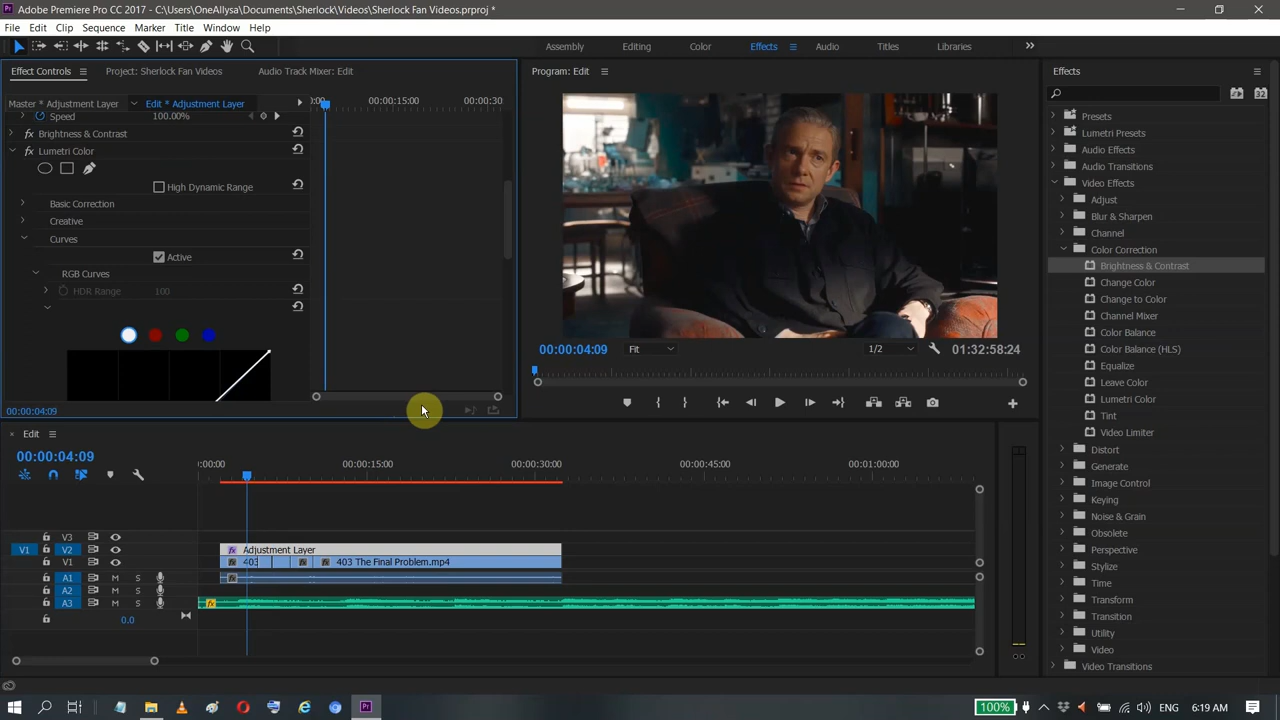 Adobe Premiere Pro CC 2017 - C:\Users\OneAllysa\Documents\Sherlock\Videos\Sherlock Fan Videos.prproj *
File Edit Clip Sequence Marker Title Window Help
Assembly Editing Color Effects Audio Titles Libraries
Effect Controls Project: Sherlock Fan Videos Audio Track Mixer: Edit
Master * Adjustment Layer Edit * Adjustment Layer
:0:00 00:00:15:00 00:00:30
Speed 100.00%
fx Brightness & Contrast
fx Lumetri Color
High Dynamic Range
Basic Correction
Creative
Curves
Active
RGB Curves
HDR Range 100
00:00:04:09
Program: Edit
00:00:04:09 Fit 1/2 01:32:58:24
Effects
Presets
Lumetri Presets
Audio Effects
Audio Transitions
Video Effects
Adjust
Blur & Sharpen
Channel
Color Correction
Brightness & Contrast
Change Color
Change to Color
Channel Mixer
Color Balance
Color Balance (HLS)
Equalize
Leave Color
Lumetri Color
Tint
Video Limiter
Distort
Generate
Image Control
Keying
Noise & Grain
Obsolete
Perspective
Stylize
Time
Transform
Transition
Utility
Video
Video Transitions
× Edit
00:00:04:09
:00:00 00:00:15:00 00:00:30:00 00:00:45:00 00:01:00:00
V3
V1 V2 fx Adjustment Layer
V1 403 403 The Final Problem.mp4
A1 M S
A2 M S
A3 M S
0.0
100% ENG 6:19 AM